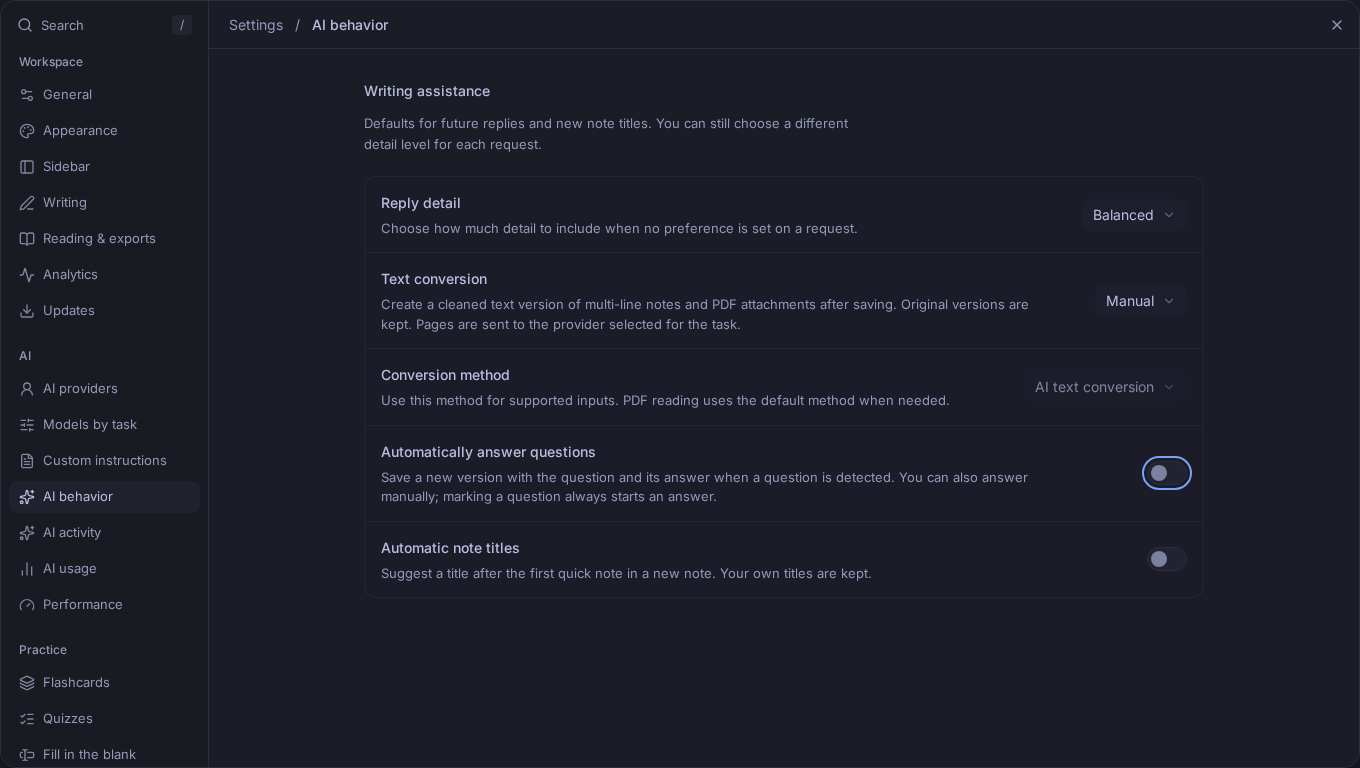 Search /
Workspace
General
Appearance
Sidebar
Writing
Reading & exports
Analytics
Updates
AI
AI providers
Models by task
Custom instructions
AI behavior
AI activity
AI usage
Performance
Practice
Flashcards
Quizzes
Fill in the blank
Settings / AI behavior
Writing assistance
Defaults for future replies and new note titles. You can still choose a different
detail level for each request.
Reply detail
Choose how much detail to include when no preference is set on a request.
Balanced
Text conversion
Create a cleaned text version of multi-line notes and PDF attachments after saving. Original versions are
kept. Pages are sent to the provider selected for the task.
Manual
Conversion method
Use this method for supported inputs. PDF reading uses the default method when needed.
AI text conversion
Automatically answer questions
Save a new version with the question and its answer when a question is detected. You can also answer
manually; marking a question always starts an answer.
Automatic note titles
Suggest a title after the first quick note in a new note. Your own titles are kept.